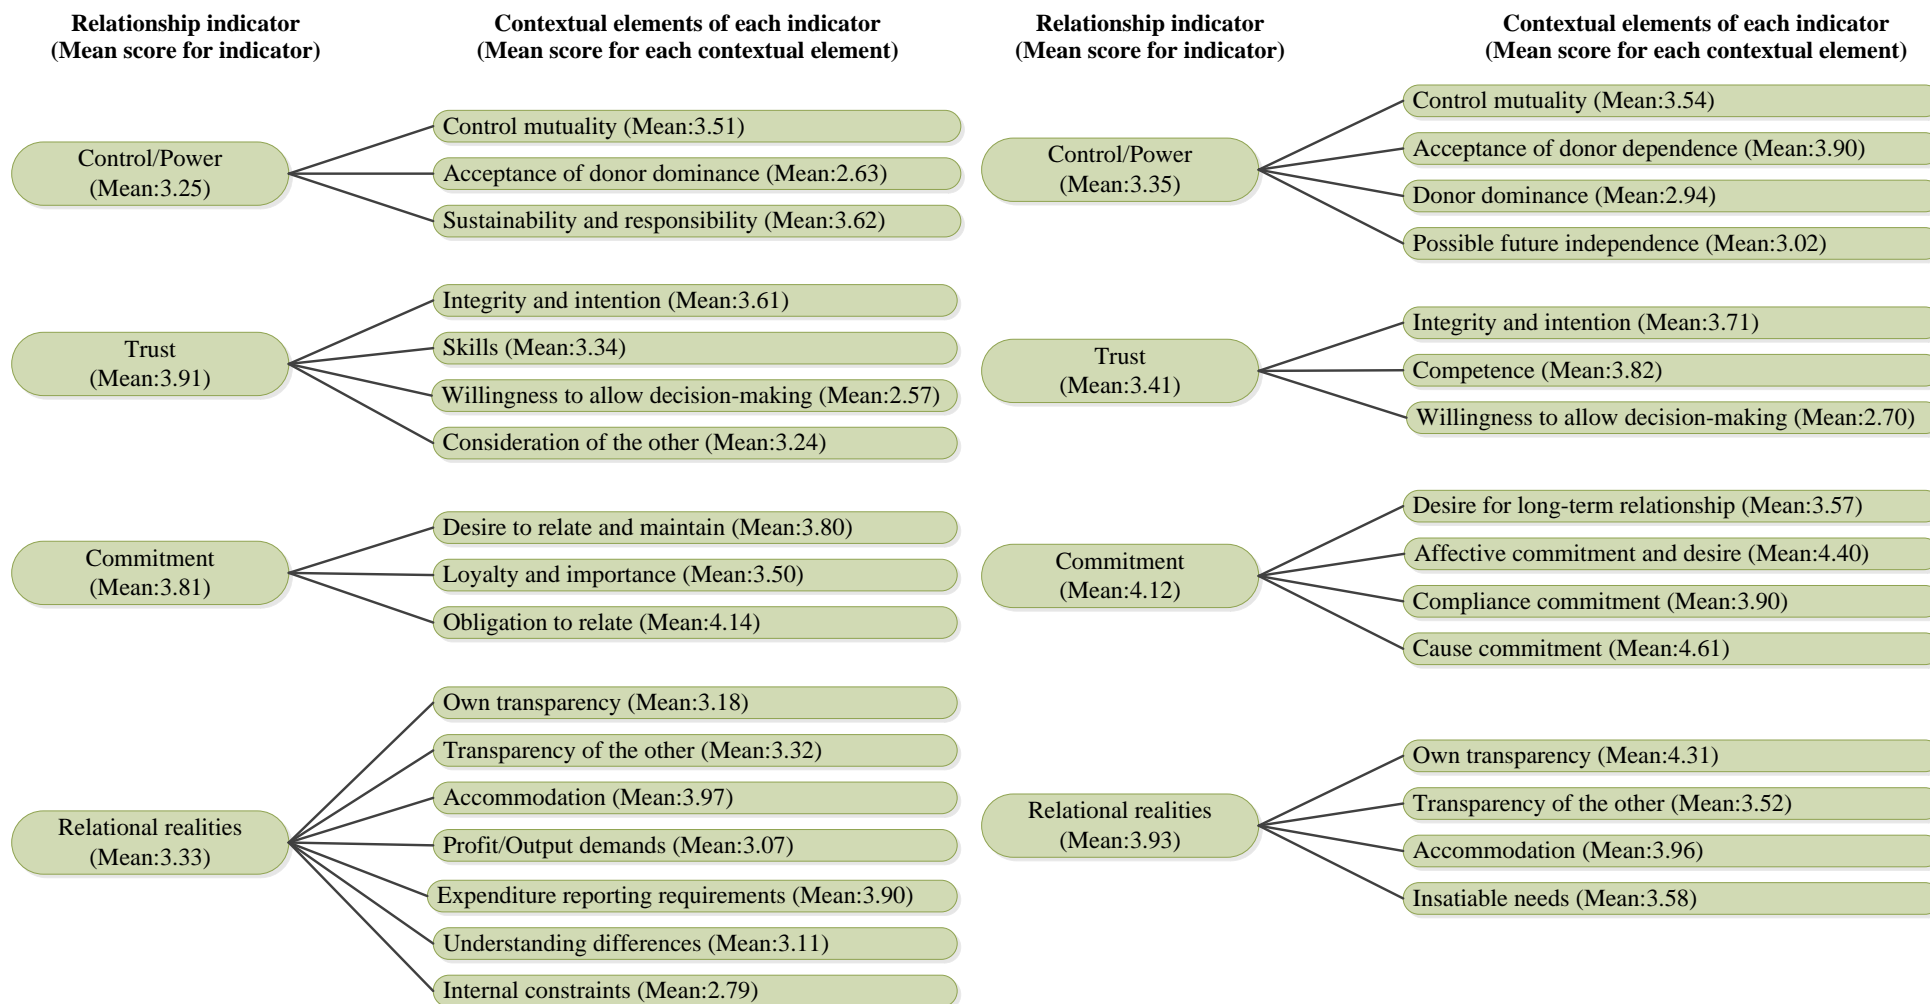 Relationship indicator
(Mean score for indicator)
Contextual elements of each indicator
(Mean score for each contextual element)
Control/Power
(Mean:3.25)
Control mutuality (Mean:3.51)
Acceptance of donor dominance (Mean:2.63)
Sustainability and responsibility (Mean:3.62)
Trust
(Mean:3.91)
Integrity and intention (Mean:3.61)
Skills (Mean:3.34)
Willingness to allow decision-making (Mean:2.57)
Consideration of the other (Mean:3.24)
Commitment
(Mean:3.81)
Desire to relate and maintain (Mean:3.80)
Loyalty and importance (Mean:3.50)
Obligation to relate (Mean:4.14)
Relational realities
(Mean:3.33)
Own transparency (Mean:3.18)
Transparency of the other (Mean:3.32)
Accommodation (Mean:3.97)
Profit/Output demands (Mean:3.07)
Expenditure reporting requirements (Mean:3.90)
Understanding differences (Mean:3.11)
Internal constraints (Mean:2.79)
Relationship indicator
(Mean score for indicator)
Contextual elements of each indicator
(Mean score for each contextual element)
Control/Power
(Mean:3.35)
Control mutuality (Mean:3.54)
Acceptance of donor dependence (Mean:3.90)
Donor dominance (Mean:2.94)
Possible future independence (Mean:3.02)
Trust
(Mean:3.41)
Integrity and intention (Mean:3.71)
Competence (Mean:3.82)
Willingness to allow decision-making (Mean:2.70)
Commitment
(Mean:4.12)
Desire for long-term relationship (Mean:3.57)
Affective commitment and desire (Mean:4.40)
Compliance commitment (Mean:3.90)
Cause commitment (Mean:4.61)
Relational realities
(Mean:3.93)
Own transparency (Mean:4.31)
Transparency of the other (Mean:3.52)
Accommodation (Mean:3.96)
Insatiable needs (Mean:3.58)